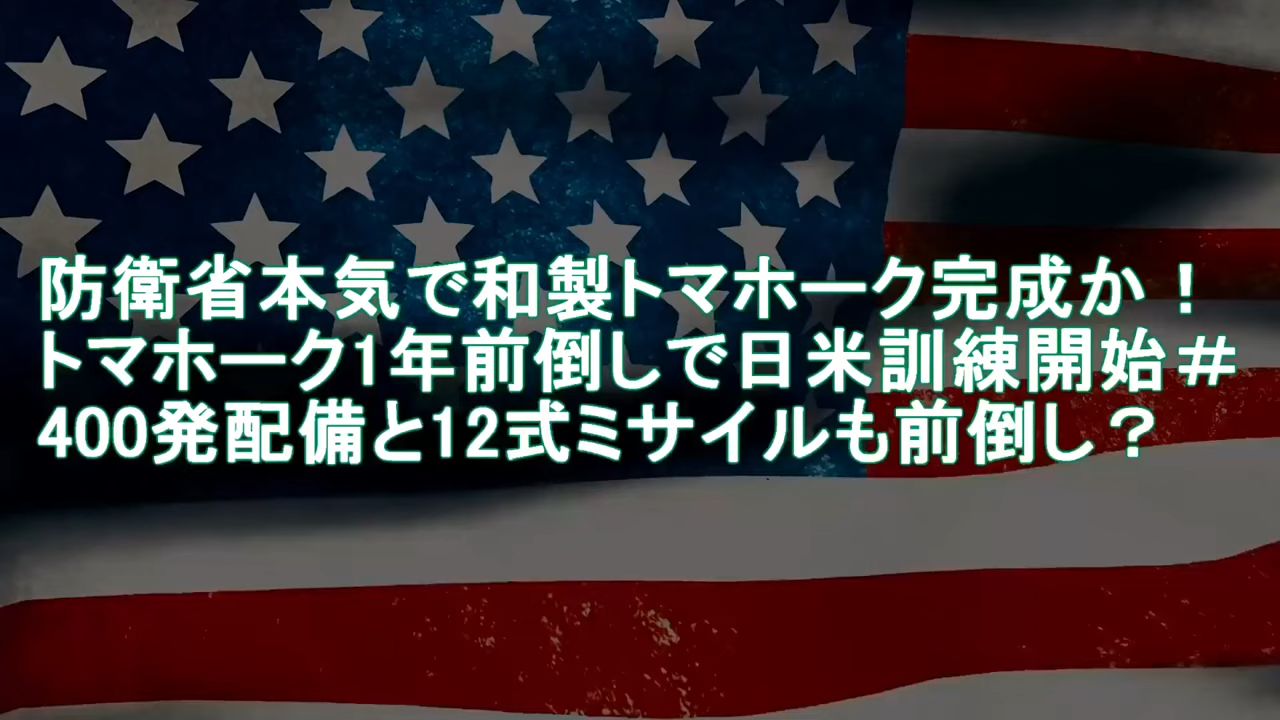 防衛省本気で和製トマホーク完成か！
トマホーク1年前倒しで日米訓練開始＃
400発配備と12式ミサイルも前倒し？